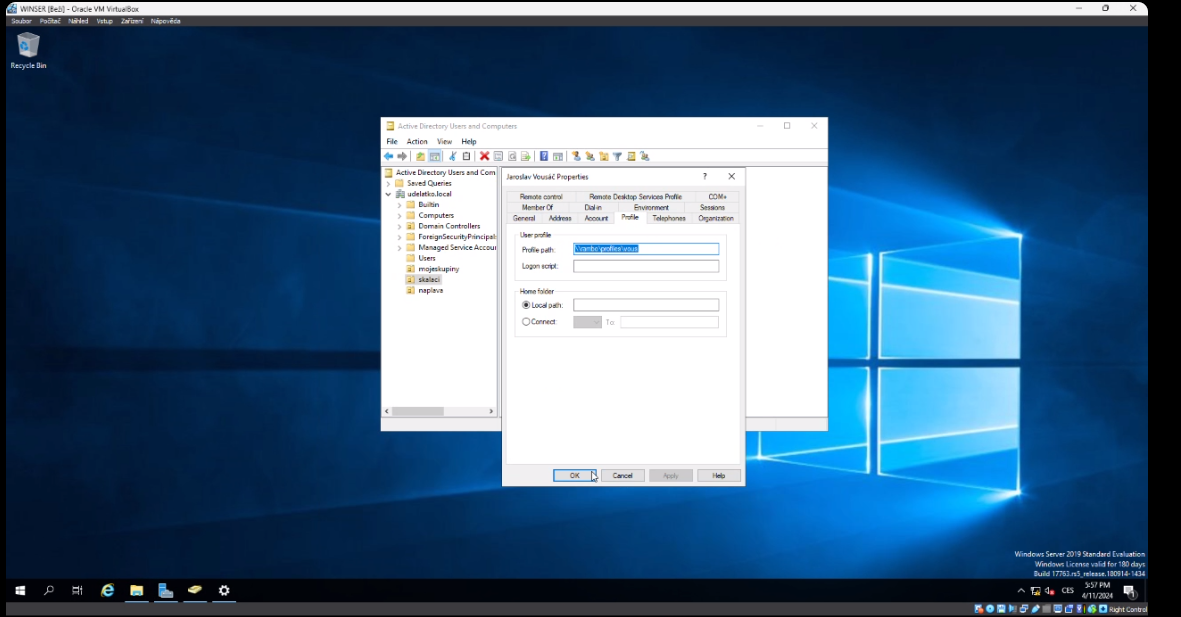 WINSER [Beží] - Oracle VM VirtualBox
Soubor Počítač Náhled Vstup Zařízení Nápověda
Recycle Bin
Active Directory Users and Computers
File Action View Help
Active Directory Users and Com
Saved Queries
udelatko.local
Builtin
Computers
Domain Controllers
ForeignSecurityPrincipals
Managed Service Accour
Users
mojeskupiny
skalaci
naplava
Jaroslav Vousáč Properties
?
Remote control Remote Desktop Services Profile COM+
Member Of Dial-in Environment Sessions
General Address Account Profile Telephones Organization
User profile
Profile path: \\rambo\profiles\vous
Logon script:
Home folder
Local path:
Connect: To:
OK Cancel Apply Help
Windows Server 2019 Standard Evaluation
Windows License valid for 180 days
Build 17763.rs5_release.180914-1434
CES
5:57 PM
4/11/2024
1
Right Control